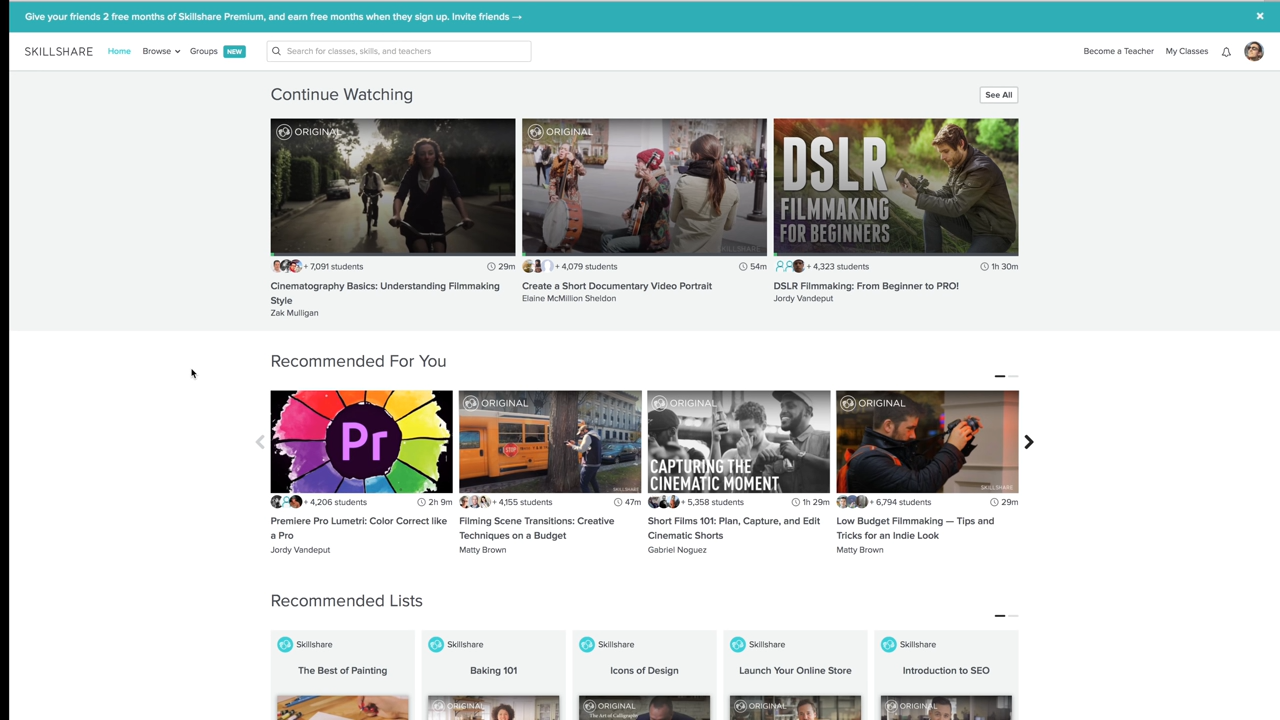 Give your friends 2 free months of Skillshare Premium, and earn free months when they sign up. Invite friends →
SKILLSHARE Home Browse Groups NEW Search for classes, skills, and teachers Become a Teacher My Classes
Continue Watching See All
ORIGINAL ORIGINAL DSLR
FILMMAKING
FOR BEGINNERS
SKILLSHARE
+ 7,091 students 29m + 4,079 students 54m + 4,323 students 1h 30m
Cinematography Basics: Understanding Filmmaking Style
Zak Mulligan
Create a Short Documentary Video Portrait
Elaine McMillion Sheldon
DSLR Filmmaking: From Beginner to PRO!
Jordy Vandeput
Recommended For You
Pr ORIGINAL ORIGINAL ORIGINAL
STOP
CAPTURING THE
CINEMATIC MOMENT
SKILLSHARE SKILLSHARE
+ 4,206 students 2h 9m + 4,155 students 47m + 5,358 students 1h 29m + 6,794 students 29m
Premiere Pro Lumetri: Color Correct like
a Pro
Jordy Vandeput
Filming Scene Transitions: Creative
Techniques on a Budget
Matty Brown
Short Films 101: Plan, Capture, and Edit
Cinematic Shorts
Gabriel Noguez
Low Budget Filmmaking — Tips and
Tricks for an Indie Look
Matty Brown
Recommended Lists
Skillshare Skillshare Skillshare Skillshare Skillshare
The Best of Painting Baking 101 Icons of Design Launch Your Online Store Introduction to SEO
ORIGINAL The Art of Calligraphy ORIGINAL ORIGINAL